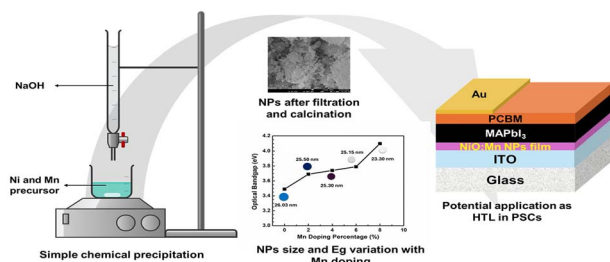 NaOH
Ni and Mn
precursor
Simple chemical precipitation
NPs after filtration
and calcination
Optical Bandgap (eV)
4.2
4.0
3.8
3.6
3.4
3.2
3.0
26.03 nm
25.50 nm
25.30 nm
25.15 nm
23.30 nm
0 2 4 6 8 10
Mn Doping Percentage (%)
NPs size and Eg variation with
Mn doping
Au
PCBM
MAPbI₃
NiO-Mn NPs film
ITO
Glass
Potential application as
HTL in PSCs